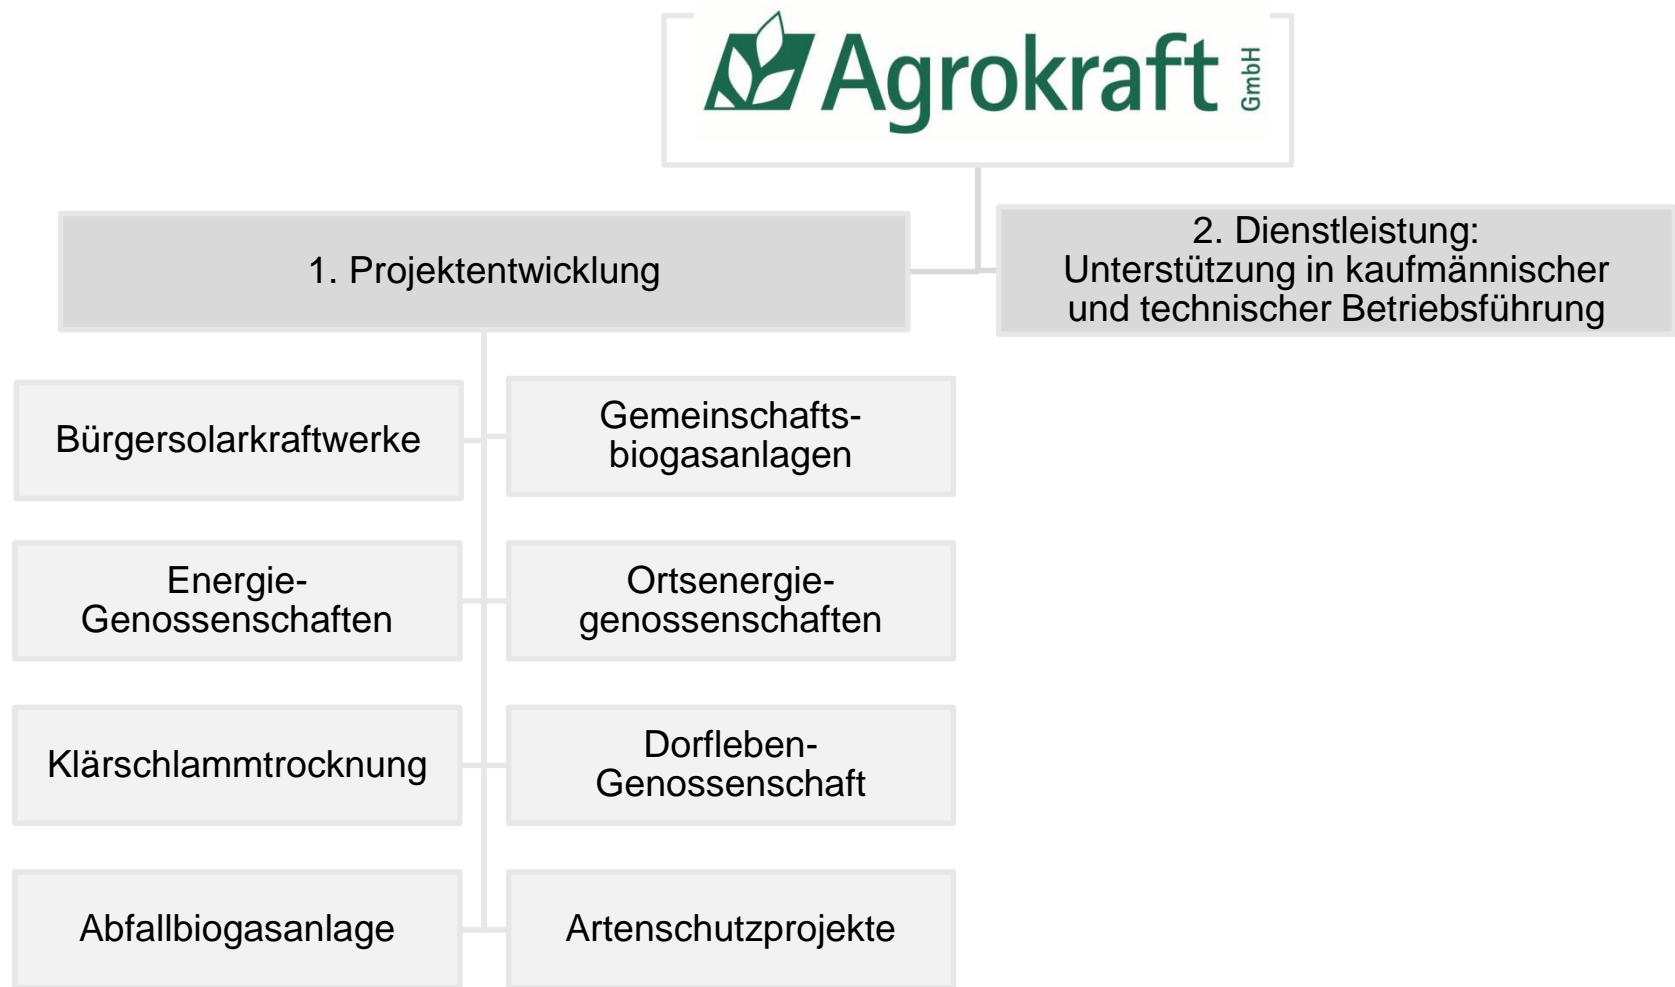 Agrokraft GmbH
1. Projektentwicklung
2. Dienstleistung:
Unterstützung in kaufmännischer
und technischer Betriebsführung
Bürgersolarkraftwerke
Gemeinschafts-
biogasanlagen
Energie-
Genossenschaften
Ortsenergie-
genossenschaften
Klärschlammtrocknung
Dorfleben-
Genossenschaft
Abfallbiogasanlage
Artenschutzprojekte